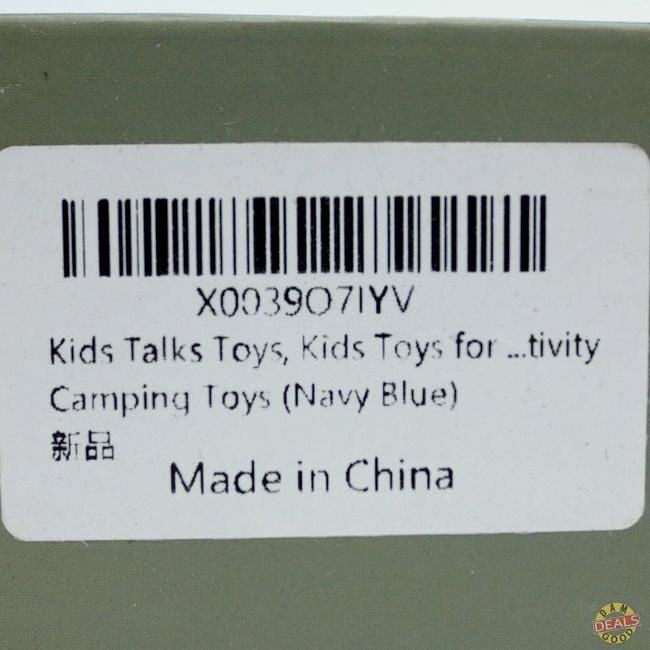 X0039O7IYV
Kids Talks Toys, Kids Toys for ...tivity
Camping Toys (Navy Blue)
新品
Made in China
DAM
DEALS
GOOD